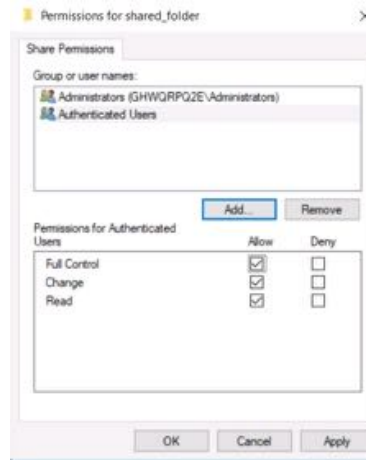 Permissions for shared_folder
Share Permissions
Group or user names:
Administrators (GHWQRPQ2E\Administrators)
Authenticated Users
Add...
Remove
Permissions for Authenticated
Users
Allow
Deny
Full Control
Change
Read
OK
Cancel
Apply